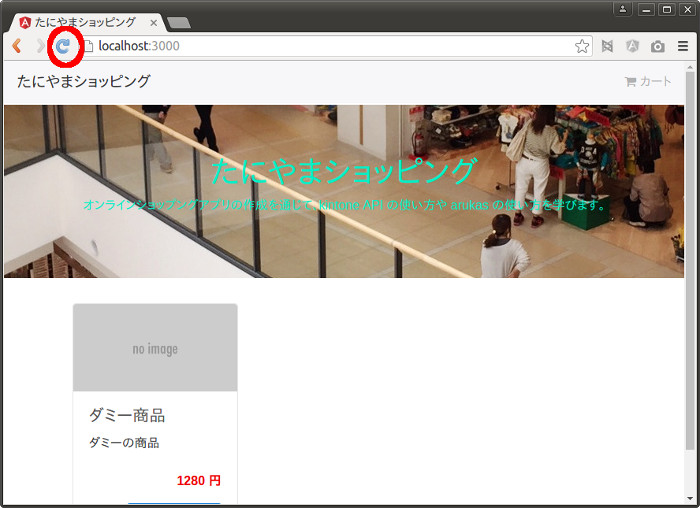 たにやまショッピング
localhost:3000
たにやまショッピング
カート
たにやまショッピング
オンラインショッピングアプリの作成を通じて、kintone API の使い方や arukas の使い方を学びます。
no image
ダミー商品
ダミーの商品
1280 円